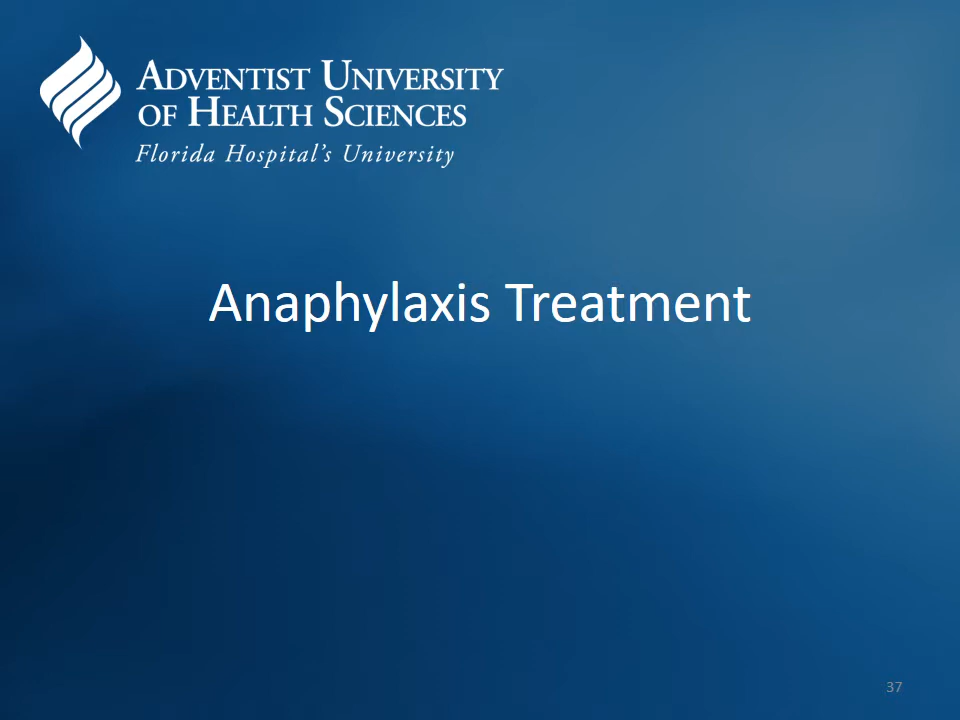 ADVENTIST UNIVERSITY
OF HEALTH SCIENCES
Florida Hospital's University
Anaphylaxis Treatment
37